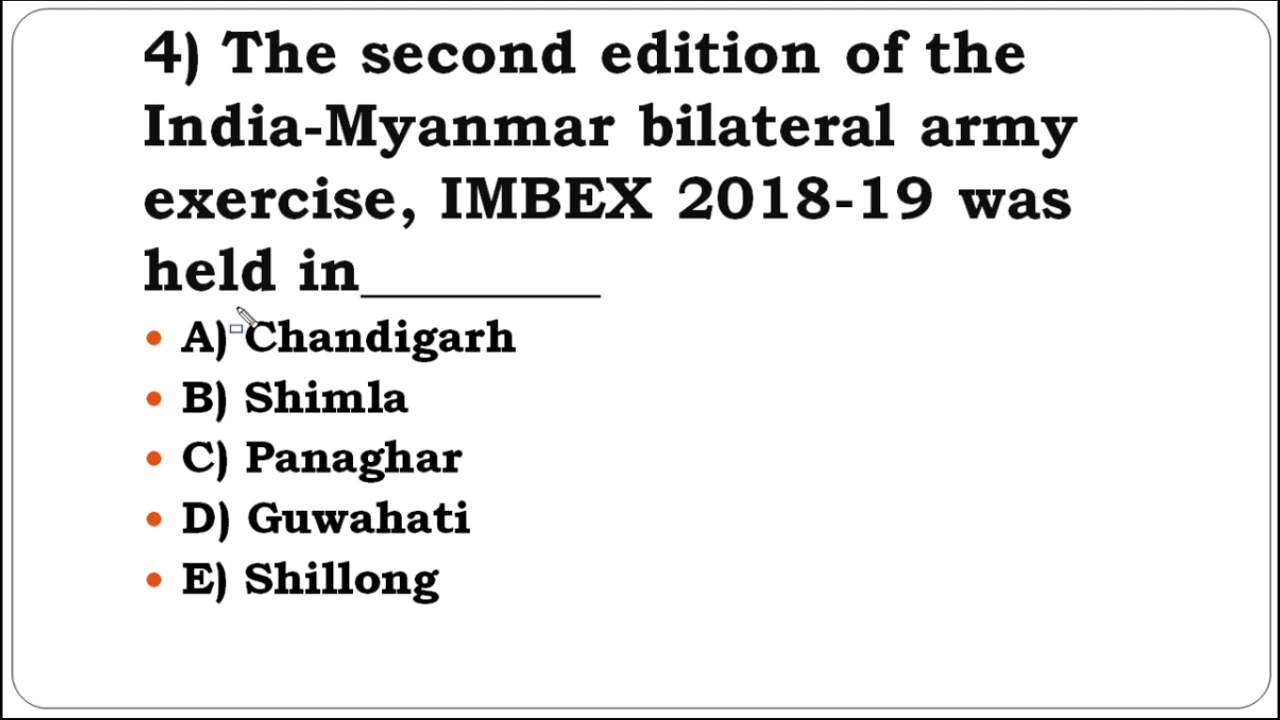 4) The second edition of the
India-Myanmar bilateral army
exercise, IMBEX 2018-19 was
held in________
• A) Chandigarh
• B) Shimla
• C) Panaghar
• D) Guwahati
• E) Shillong